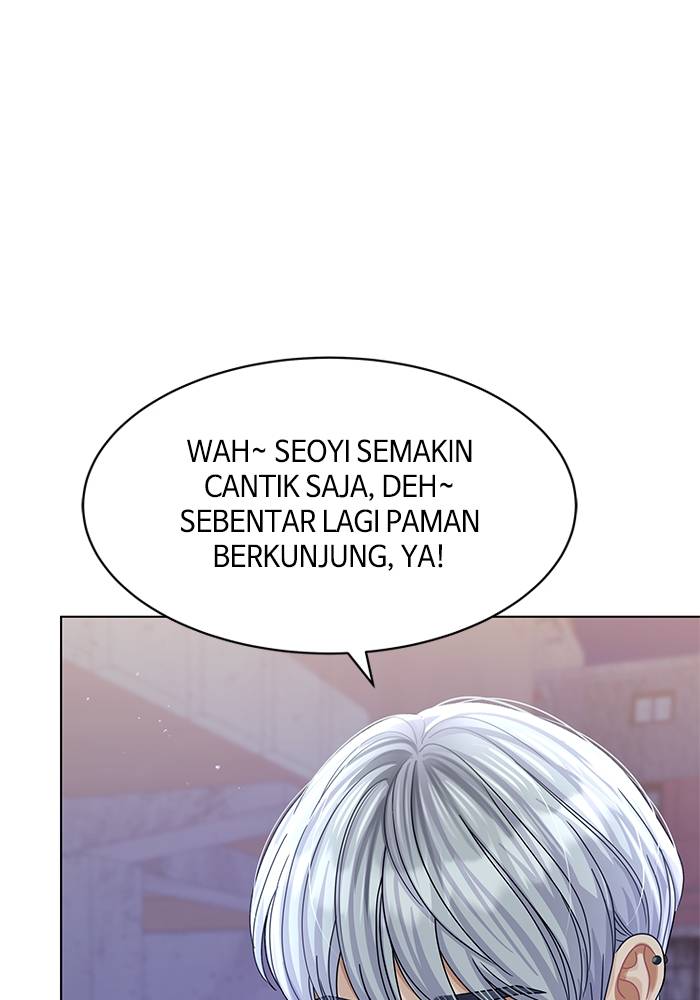 WAH~ SEOYI SEMAKIN
CANTIK SAJA, DEH~
SEBENTAR LAGI PAMAN
BERKUNJUNG, YA!